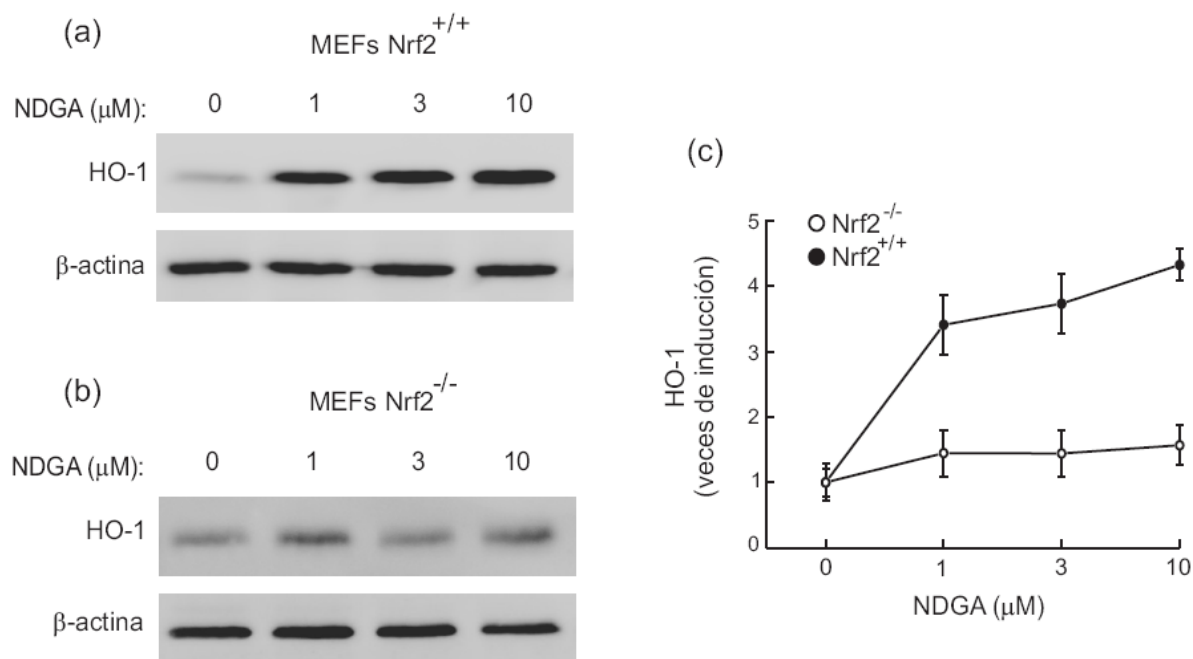 (a)
MEFs Nrf2+/+
NDGA (μM): 0 1 3 10
HO-1
β-actina
(b)
MEFs Nrf2-/-
NDGA (μM): 0 1 3 10
HO-1
β-actina
(c)
HO-1
(veces de inducción)
5
4
3
2
1
0
Nrf2-/-
Nrf2+/+
0 1 3 10
NDGA (μM)